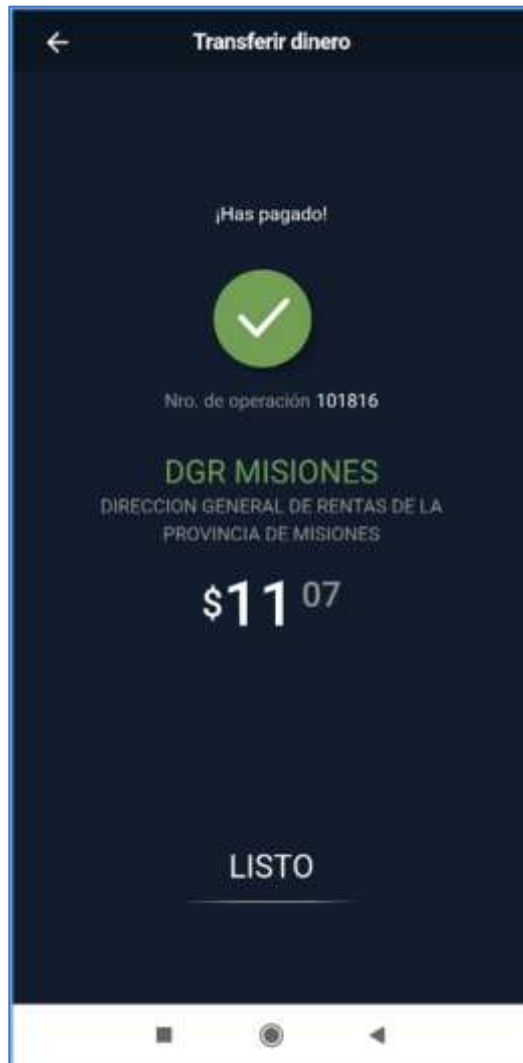 Transferir dinero
¡Has pagado!
Nro. de operación 101816
DGR MISIONES
DIRECCION GENERAL DE RENTAS DE LA
PROVINCIA DE MISIONES
$11 07
LISTO